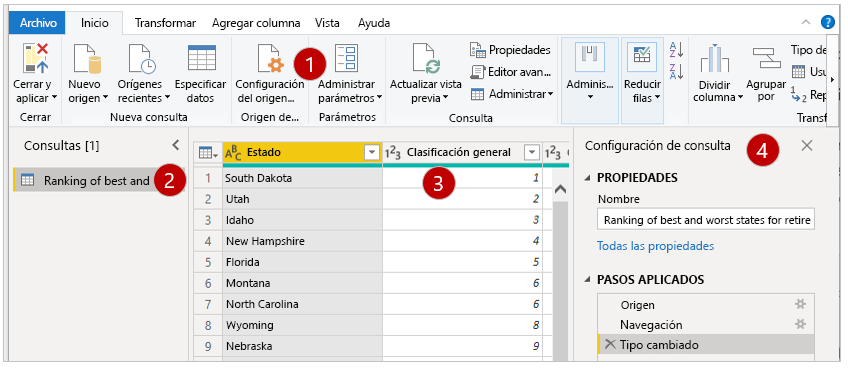 Archivo Inicio Transformar Agregar columna Vista Ayuda
Cerrar y aplicar
Nuevo origen
Orígenes recientes
Especificar datos
Configuración del origen...
1
Administrar parámetros
Actualizar vista previa
Propiedades
Editor avan...
Administrar
Adminis...
Reducir filas
A Z
Z A
Dividir columna
Agrupar por
Tipo de
1 2 Rep
Cerrar Nueva consulta Origen de... Parámetros Consulta
Consultas [1]
Ranking of best and
2
ABC Estado
123 Clasificación general
123
3
1 South Dakota 1
2 Utah 2
3 Idaho 3
4 New Hampshire 4
5 Florida 5
6 Montana 6
7 North Carolina 6
8 Wyoming 8
9 Nebraska 9
Configuración de consulta
4
PROPIEDADES
Nombre
Ranking of best and worst states for retire
Todas las propiedades
PASOS APLICADOS
Origen
Navegación
Tipo cambiado